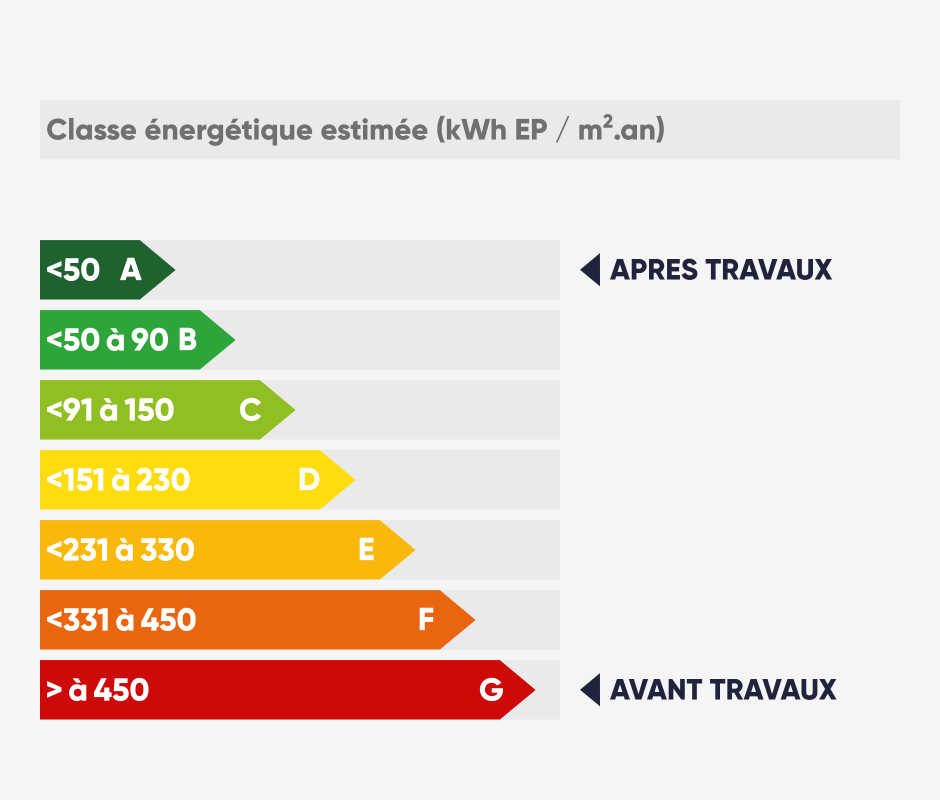 Classe énergétique estimée (kWh EP / m².an)
<50 A APRES TRAVAUX
<50 à 90 B
<91 à 150 C
<151 à 230 D
<231 à 330 E
<331 à 450 F
> à 450 G AVANT TRAVAUX